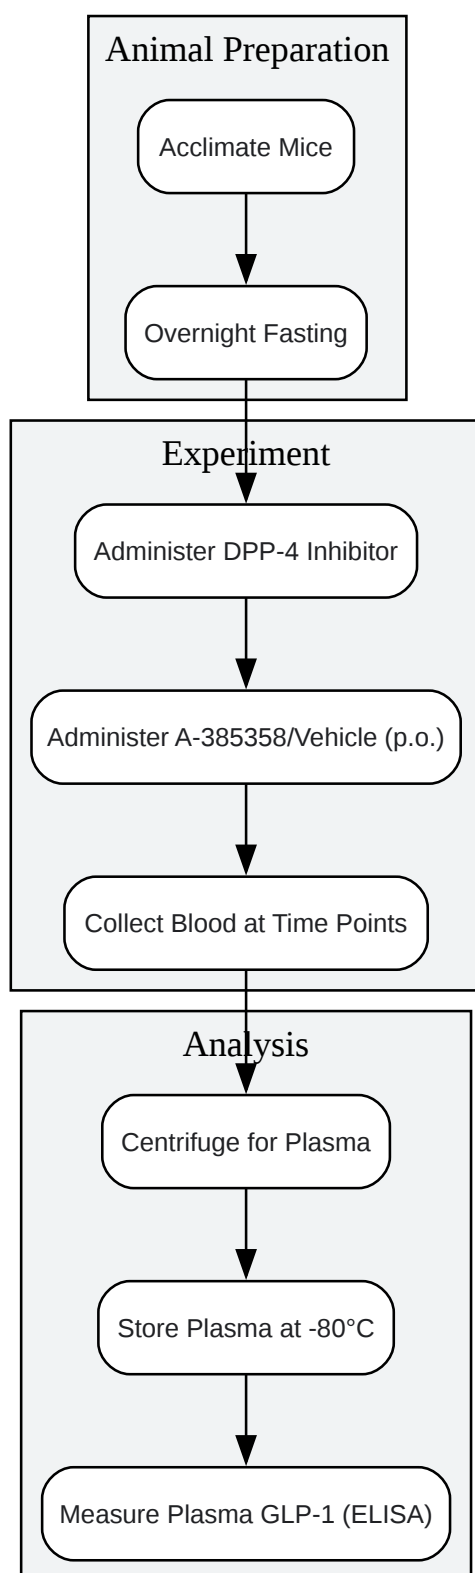 Animal Preparation
Acclimate Mice
Overnight Fasting
Experiment
Administer DPP-4 Inhibitor
Administer A-385358/Vehicle (p.o.)
Collect Blood at Time Points
Analysis
Centrifuge for Plasma
Store Plasma at -80°C
Measure Plasma GLP-1 (ELISA)